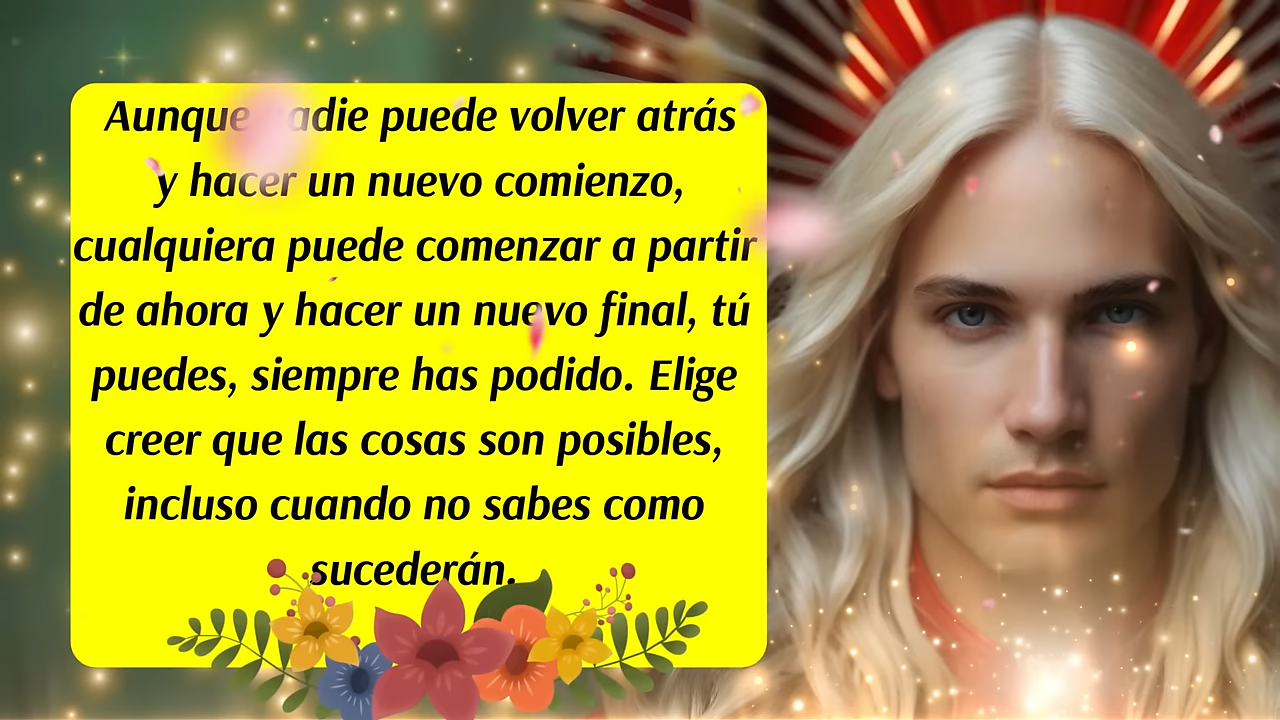 Aunque nadie puede volver atrás
y hacer un nuevo comienzo,
cualquiera puede comenzar a partir
de ahora y hacer un nuevo final, tú
puedes, siempre has podido. Elige
creer que las cosas son posibles,
incluso cuando no sabes como
sucederán.